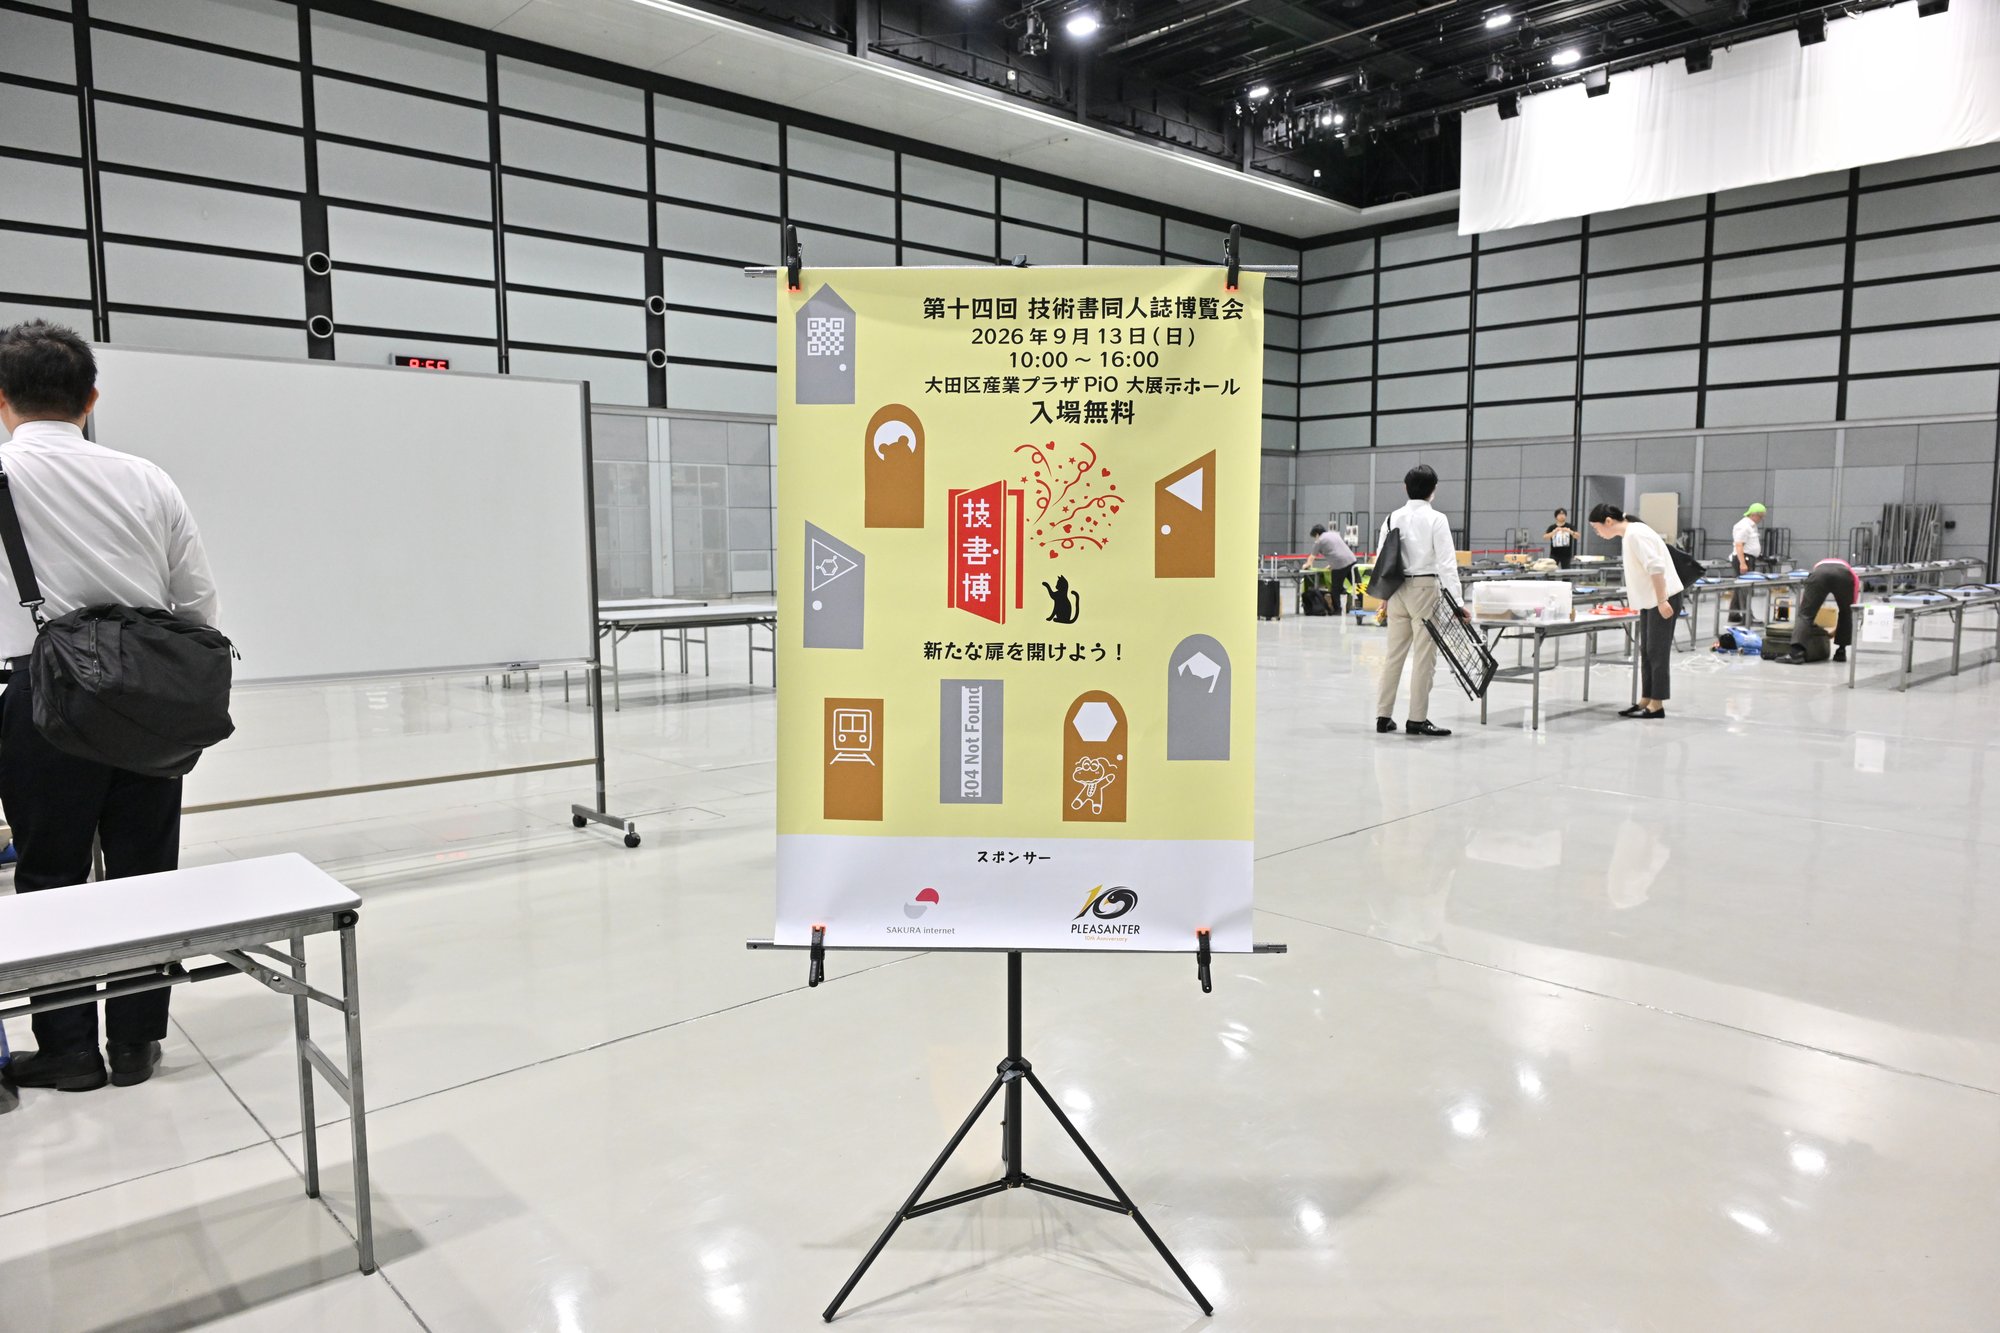 第十四回 技術書同人誌博覧会
2026年9月13日(日)
10:00～16:00
大田区産業プラザPiO 大展示ホール
入場無料
技書博
新たな扉を開けよう！
404 Not Found
スポンサー
SAKURA internet
10
PLEASANTER
10th Anniversary